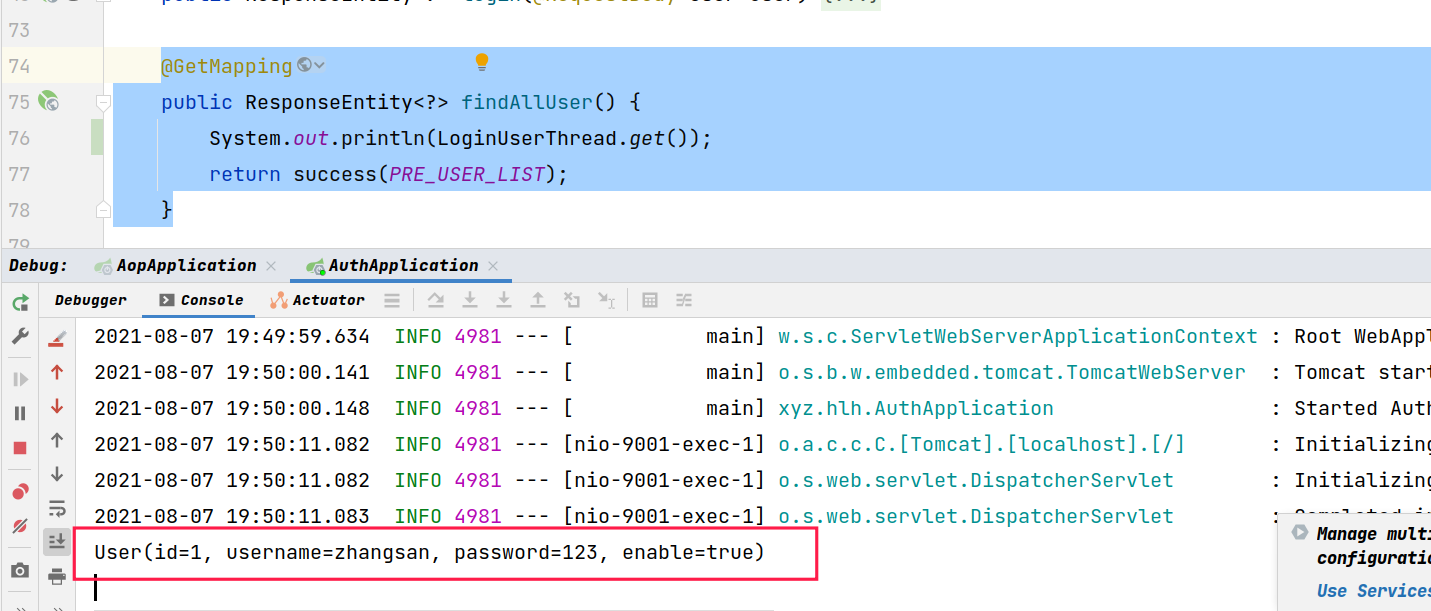 73
74 @GetMapping
75 public ResponseEntity<?> findAllUser() {
76 System.out.println(LoginUserThread.get());
77 return success(PRE_USER_LIST);
78 }
79
Debug: AopApplication AuthApplication
Debugger Console Actuator
2021-08-07 19:49:59.634 INFO 4981 --- [ main] w.s.c.ServletWebServerApplicationContext : Root WebAppl
2021-08-07 19:50:00.141 INFO 4981 --- [ main] o.s.b.w.embedded.tomcat.TomcatWebServer : Tomcat start
2021-08-07 19:50:00.148 INFO 4981 --- [ main] xyz.hlh.AuthApplication : Started Auth
2021-08-07 19:50:11.082 INFO 4981 --- [nio-9001-exec-1] o.a.c.c.C.[Tomcat].[localhost].[/] : Initializing
2021-08-07 19:50:11.082 INFO 4981 --- [nio-9001-exec-1] o.s.web.servlet.DispatcherServlet : Initializing
2021-08-07 19:50:11.083 INFO 4981 --- [nio-9001-exec-1] o.s.web.servlet.DispatcherServlet :
User(id=1, username=zhangsan, password=123, enable=true)
Manage multi
configuratio
Use Services